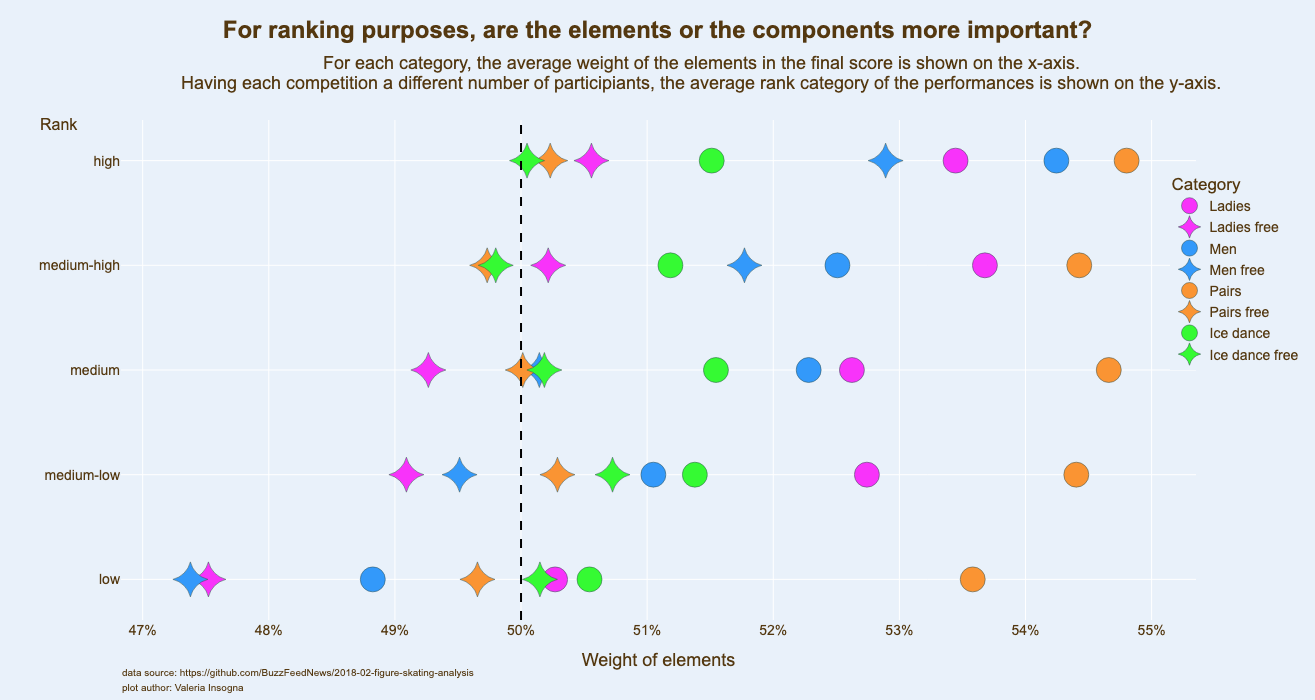 For ranking purposes, are the elements or the components more important?
For each category, the average weight of the elements in the final score is shown on the x-axis.
Having each competition a different number of participiants, the average rank category of the performances is shown on the y-axis.
Rank
high
medium-high
medium
medium-low
low
Category
Ladies
Ladies free
Men
Men free
Pairs
Pairs free
Ice dance
Ice dance free
47%
48%
49%
50%
51%
52%
53%
54%
55%
Weight of elements
data source: https://github.com/BuzzFeedNews/2018-02-figure-skating-analysis
plot author: Valeria Insogna